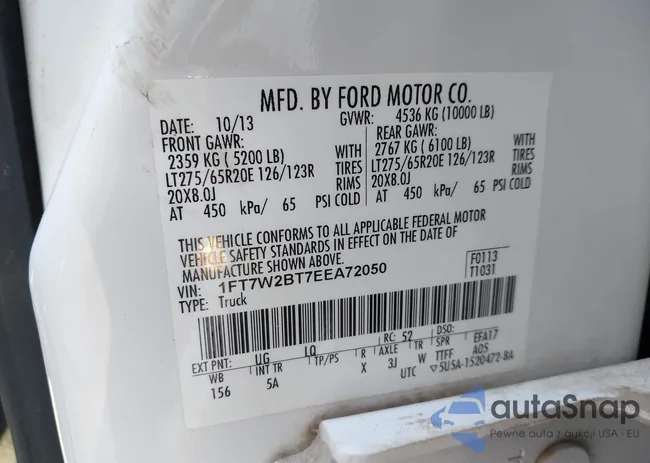 MFD. BY FORD MOTOR CO.
DATE: 10/13 GVWR: 4536 KG (10000 LB)
FRONT GAWR: REAR GAWR:
2359 KG ( 5200 LB) WITH 2767 KG ( 6100 LB) WITH
LT275/65R20E 126/123R TIRES LT275/65R20E 126/123R TIRES
20X8.0J RIMS 20X8.0J RIMS
AT 450 kPa/ 65 PSI COLD AT 450 kPa/ 65 PSI COLD
THIS VEHICLE CONFORMS TO ALL APPLICABLE FEDERAL MOTOR
VEHICLE SAFETY STANDARDS IN EFFECT ON THE DATE OF
MANUFACTURE SHOWN ABOVE.
VIN: 1FT7W2BT7EEA72050 F0113
TYPE: Truck T1031
EXT PNT: UG LQ RC: 52 DSO:
WB INT TR TP/PS R AXLE TR SPR EFA17
156 5A X 3J W TTFF A05
UTC ▽5USA-1520472-BA
autoSnap
Pewne auta z aukcji USA i EU